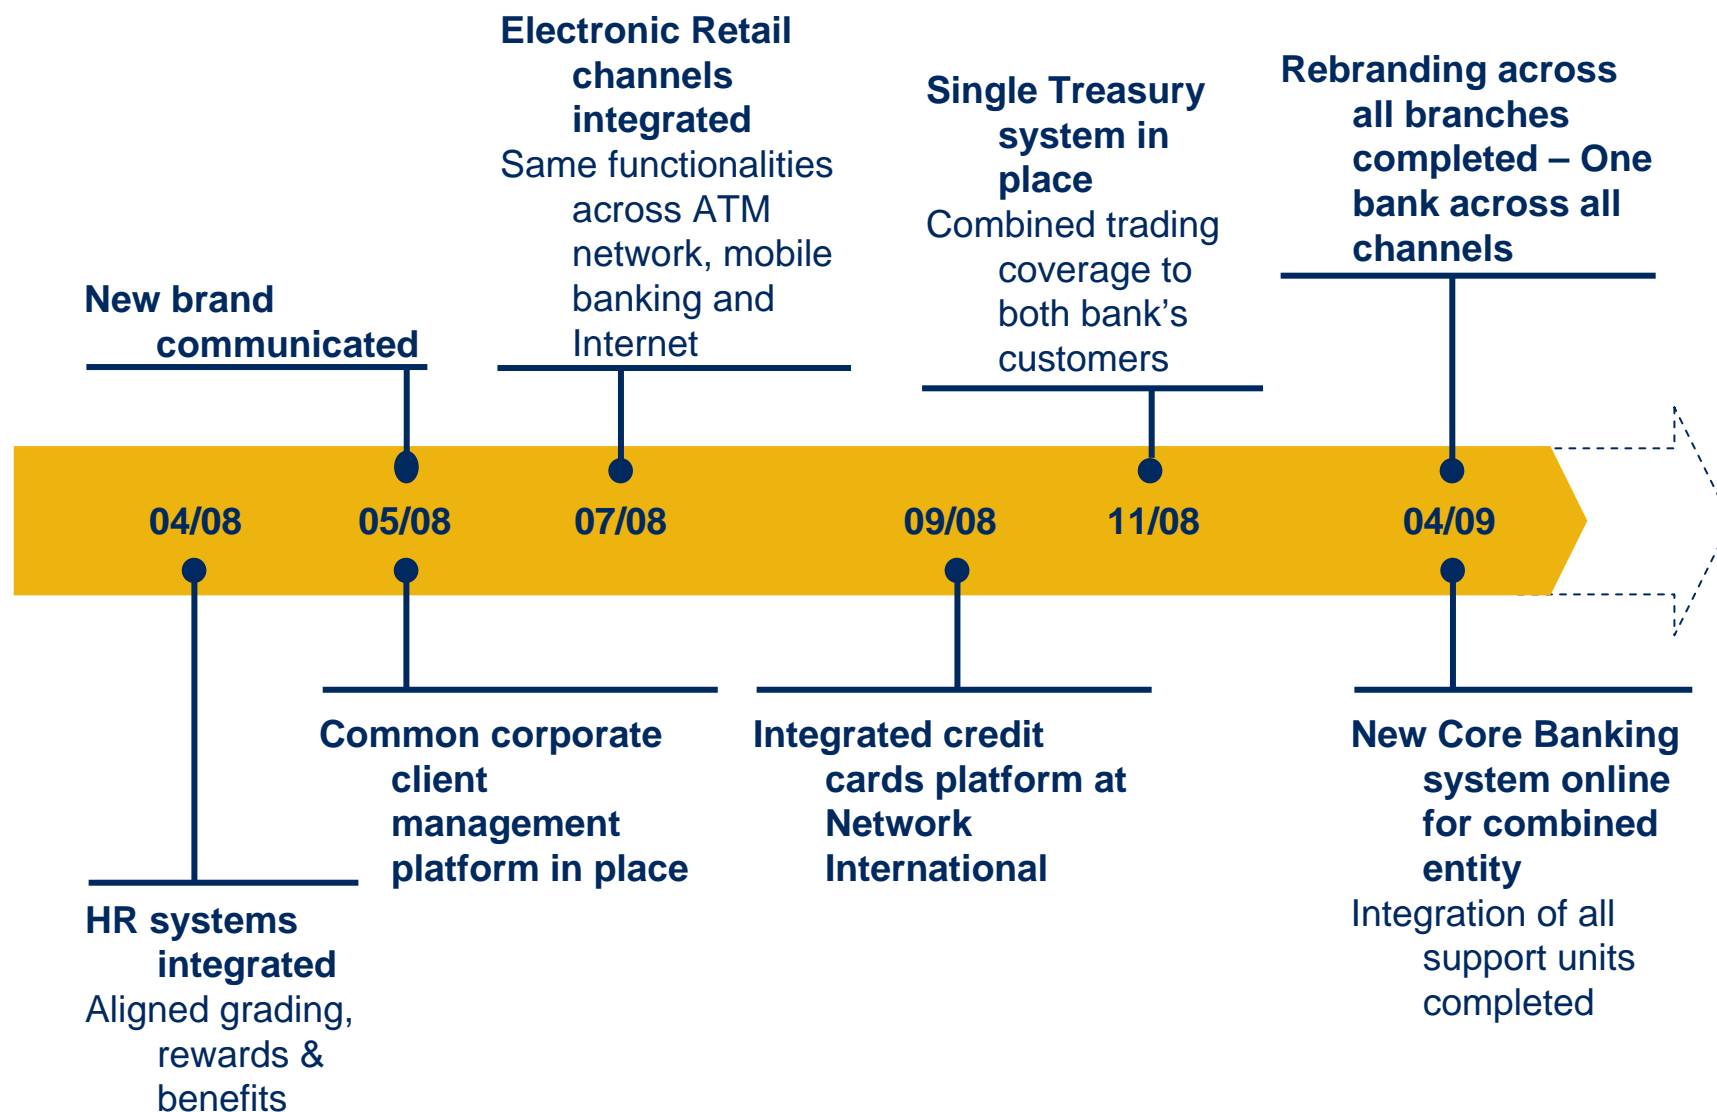 Electronic Retail
channels
integrated
Same functionalities
across ATM
network, mobile
banking and
Internet
Single Treasury
system in
place
Combined trading
coverage to
both bank’s
customers
Rebranding across
all branches
completed – One
bank across all
channels
New brand
communicated
04/08
05/08
07/08
09/08
11/08
04/09
HR systems
integrated
Aligned grading,
rewards &
benefits
Common corporate
client
management
platform in place
Integrated credit
cards platform at
Network
International
New Core Banking
system online
for combined
entity
Integration of all
support units
completed